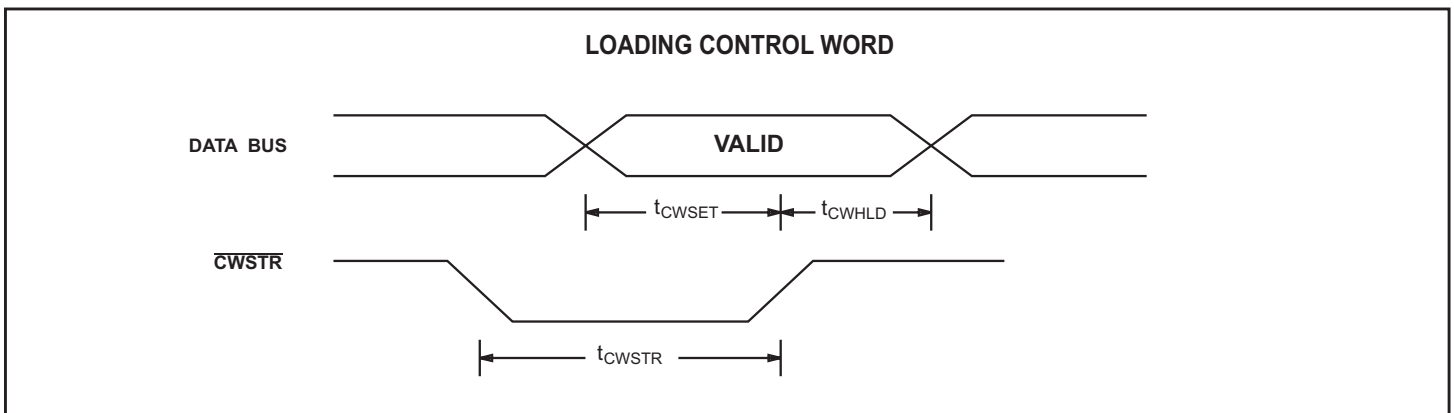 LOADING CONTROL WORD
DATA BUS
VALID
tCWSET
tCWHLD
CWSTR
tCWSTR